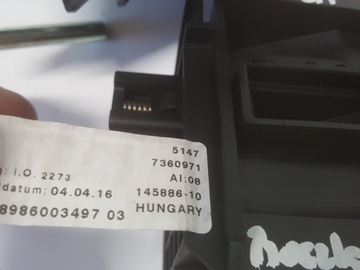 5147
7360971
AI:08
: i.O. 2273
datum: 04.04.16 145886-10
8986003497 03 HUNGARY